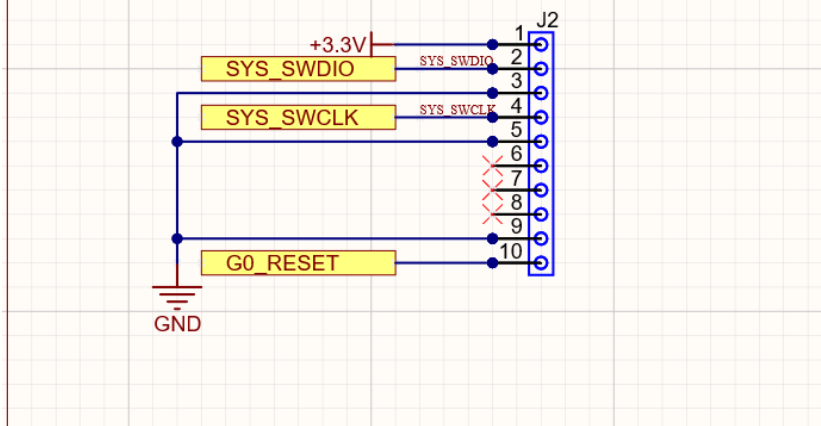 J2
+3.3V
1
SYS_SWDIO
SYS_SWDIO
2
3
SYS_SWCLK
SYS_SWCLK
4
5
6
7
8
9
G0_RESET
10
GND